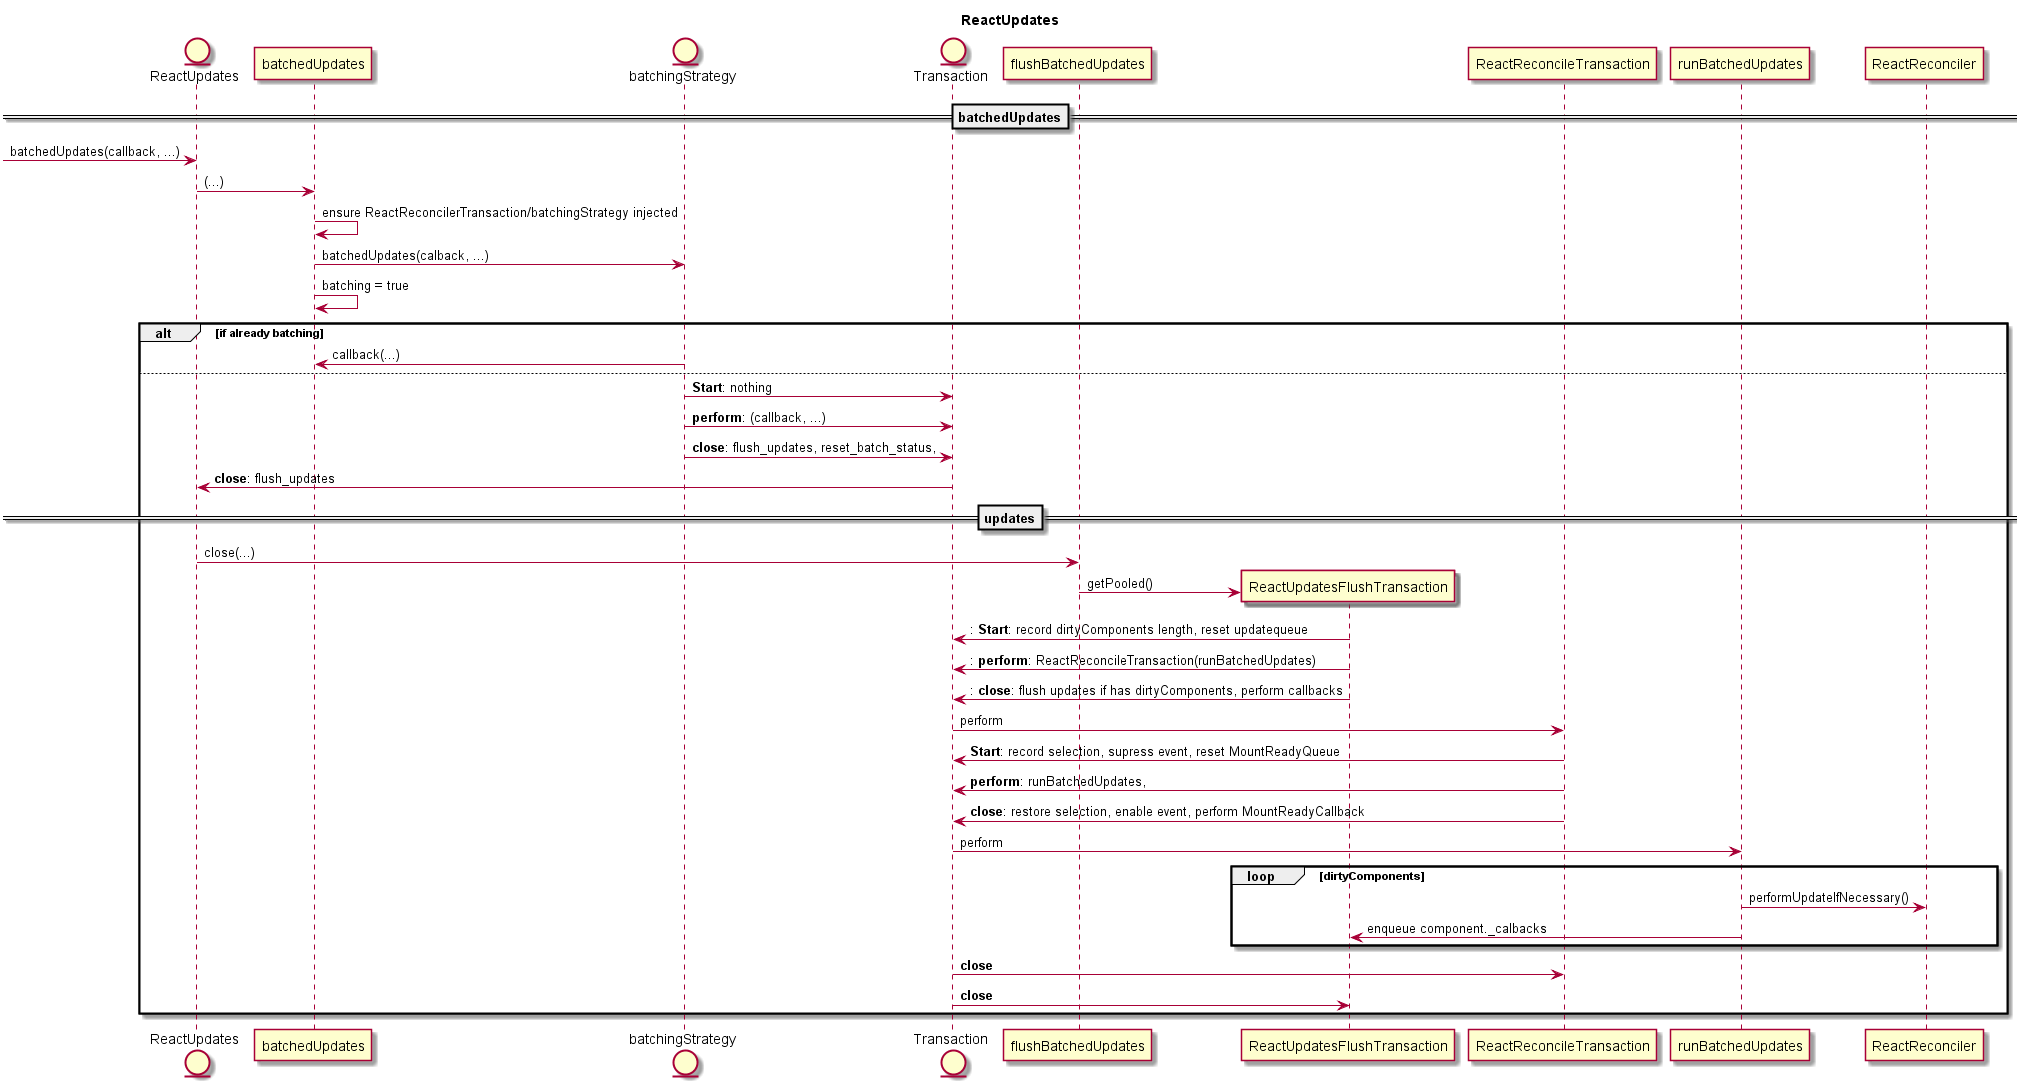 ReactUpdates
ReactUpdates
batchedUpdates
batchingStrategy
Transaction
flushBatchedUpdates
ReactReconcileTransaction
runBatchedUpdates
ReactReconciler
batchedUpdates
batchedUpdates(callback, ...)
(...)
ensure ReactReconcilerTransaction/batchingStrategy injected
batchedUpdates(calback, ...)
batching = true
alt
[if already batching]
callback(...)
Start: nothing
perform: (callback, ...)
close: flush_updates, reset_batch_status,
close: flush_updates
updates
close(...)
getPooled()
ReactUpdatesFlushTransaction
: Start: record dirtyComponents length, reset updatequeue
: perform: ReactReconcileTransaction(runBatchedUpdates)
: close: flush updates if has dirtyComponents, perform callbacks
perform
Start: record selection, supress event, reset MountReadyQueue
perform: runBatchedUpdates,
close: restore selection, enable event, perform MountReadyCallback
perform
loop
[dirtyComponents]
performUpdateIfNecessary()
enqueue component._calbacks
close
close
ReactUpdates
batchedUpdates
batchingStrategy
Transaction
flushBatchedUpdates
ReactUpdatesFlushTransaction
ReactReconcileTransaction
runBatchedUpdates
ReactReconciler